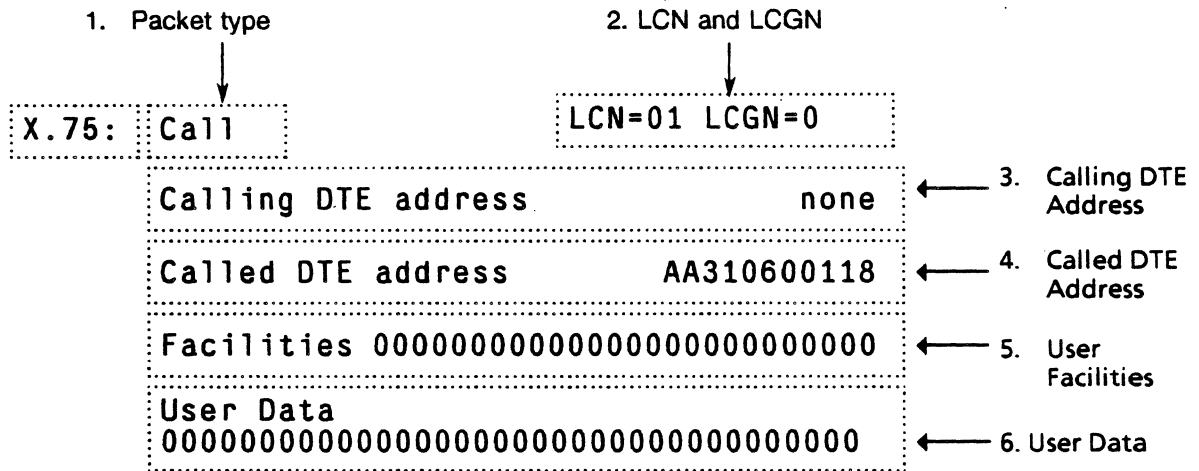 1. Packet type
2. LCN and LCGN
X.75: Call LCN=01 LCGN=0
Calling DTE address none
3. Calling DTE
Address
Called DTE address AA310600118
4. Called DTE
Address
Facilities 00000000000000000000000000
5. User
Facilities
User Data
000000000000000000000000000000000000
6. User Data